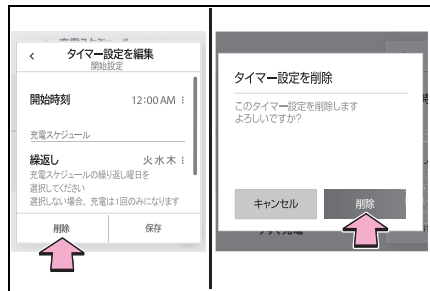 タイマー設定を編集
開始設定
開始時刻 12:00 AM
充電スケジュール
繰返し 火水木
充電スケジュールの繰り返し曜日を
選択してください
選択しない場合、充電は1回のみになります
削除 保存
タイマー設定を削除
このタイマー設定を削除します
よろしいですか?
キャンセル 削除